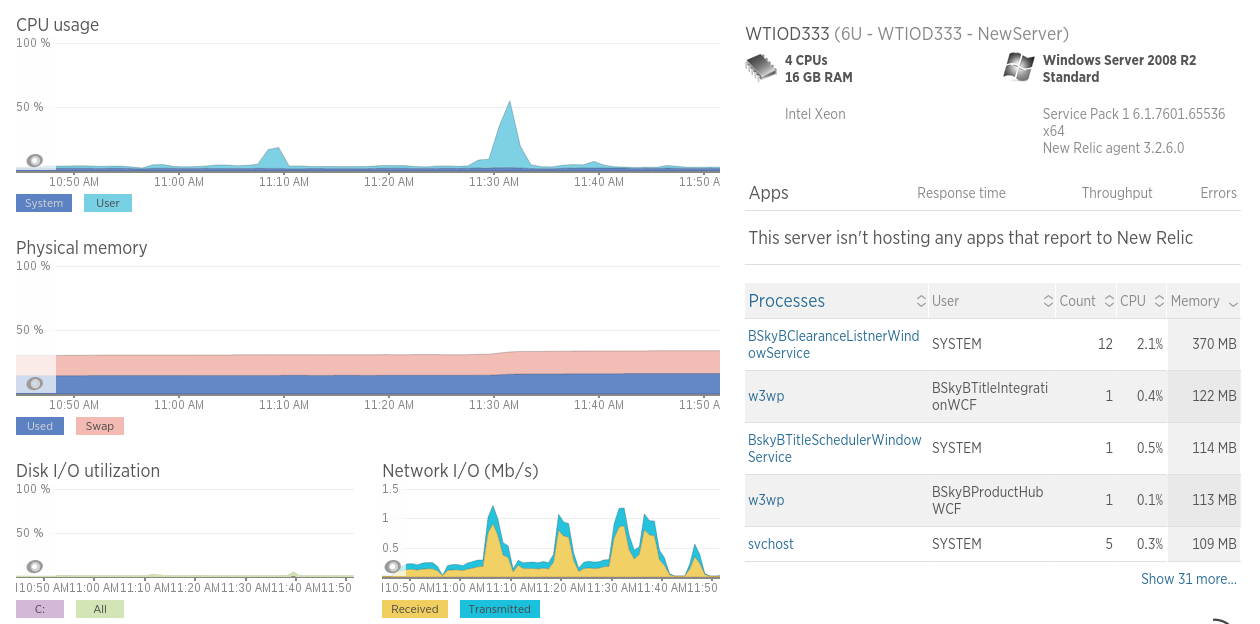 CPU usage
100 %
50 %
10:50 AM 11:00 AM 11:10 AM 11:20 AM 11:30 AM 11:40 AM 11:50 A
System User
Physical memory
100 %
50 %
10:50 AM 11:00 AM 11:10 AM 11:20 AM 11:30 AM 11:40 AM 11:50 A
Used Swap
Disk I/O utilization
100 %
50 %
10:50 AM 11:00 AM 11:10 AM 11:20 AM 11:30 AM 11:40 AM 11:50
C: All
Network I/O (Mb/s)
1.5
1
0.5
10:50 AM 11:00 AM 11:10 AM 11:20 AM 11:30 AM 11:40 AM 11:50
Received Transmitted
WTIOD333 (6U - WTIOD333 - NewServer)
4 CPUs
16 GB RAM
Intel Xeon
Windows Server 2008 R2
Standard
Service Pack 1 6.1.7601.65536
x64
New Relic agent 3.2.6.0
Apps Response time Throughput Errors
This server isn't hosting any apps that report to New Relic
Processes User Count CPU Memory
BSkyBClearanceListnerWind
owService
SYSTEM 12 2.1% 370 MB
w3wp
BSkyBTitleIntegrati
onWCF
1 0.4% 122 MB
BskyBTitleSchedulerWindow
Service
SYSTEM 1 0.5% 114 MB
w3wp
BSkyBProductHub
WCF
1 0.1% 113 MB
svchost SYSTEM 5 0.3% 109 MB
Show 31 more...